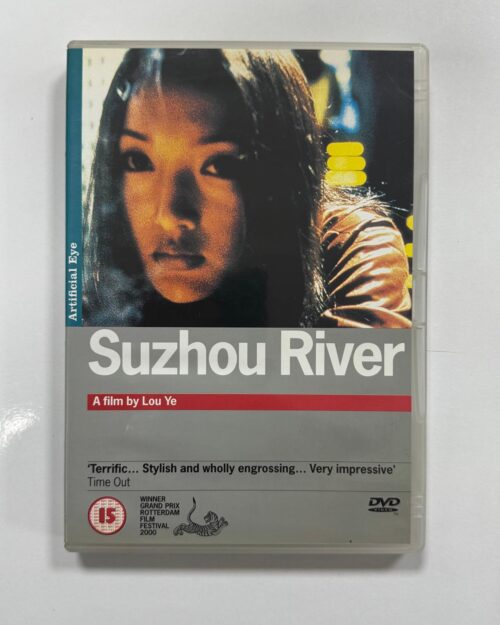 Artificial Eye
Suzhou River
A film by Lou Ye
'Terrific... Stylish and wholly engrossing... Very impressive'
Time Out
15
WINNER
GRAND PRIX
ROTTERDAM
FILM
FESTIVAL
2000
DVD
VIDEO